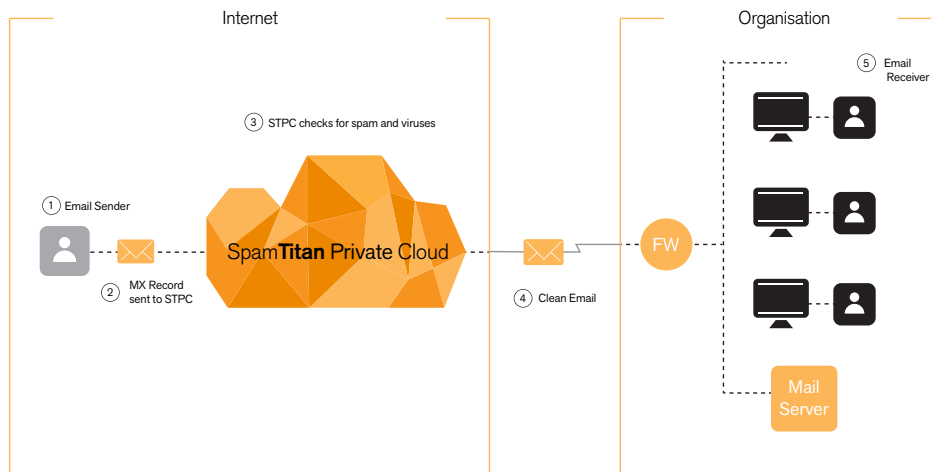 Internet
Organisation
5 Email
Receiver
3 STPC checks for spam and viruses
1 Email Sender
SpamTitan Private Cloud
FW
2 MX Record
sent to STPC
4 Clean Email
Mail
Server